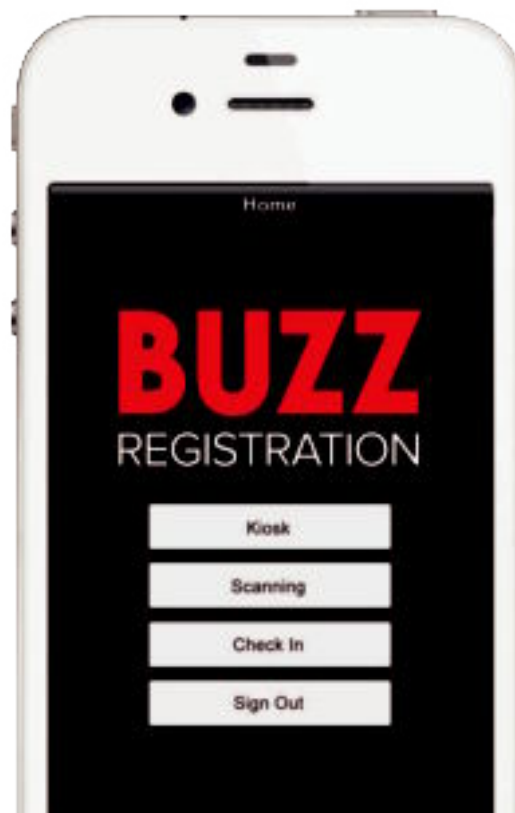 Home
BUZZ
REGISTRATION
Kiosk
Scanning
Check In
Sign Out